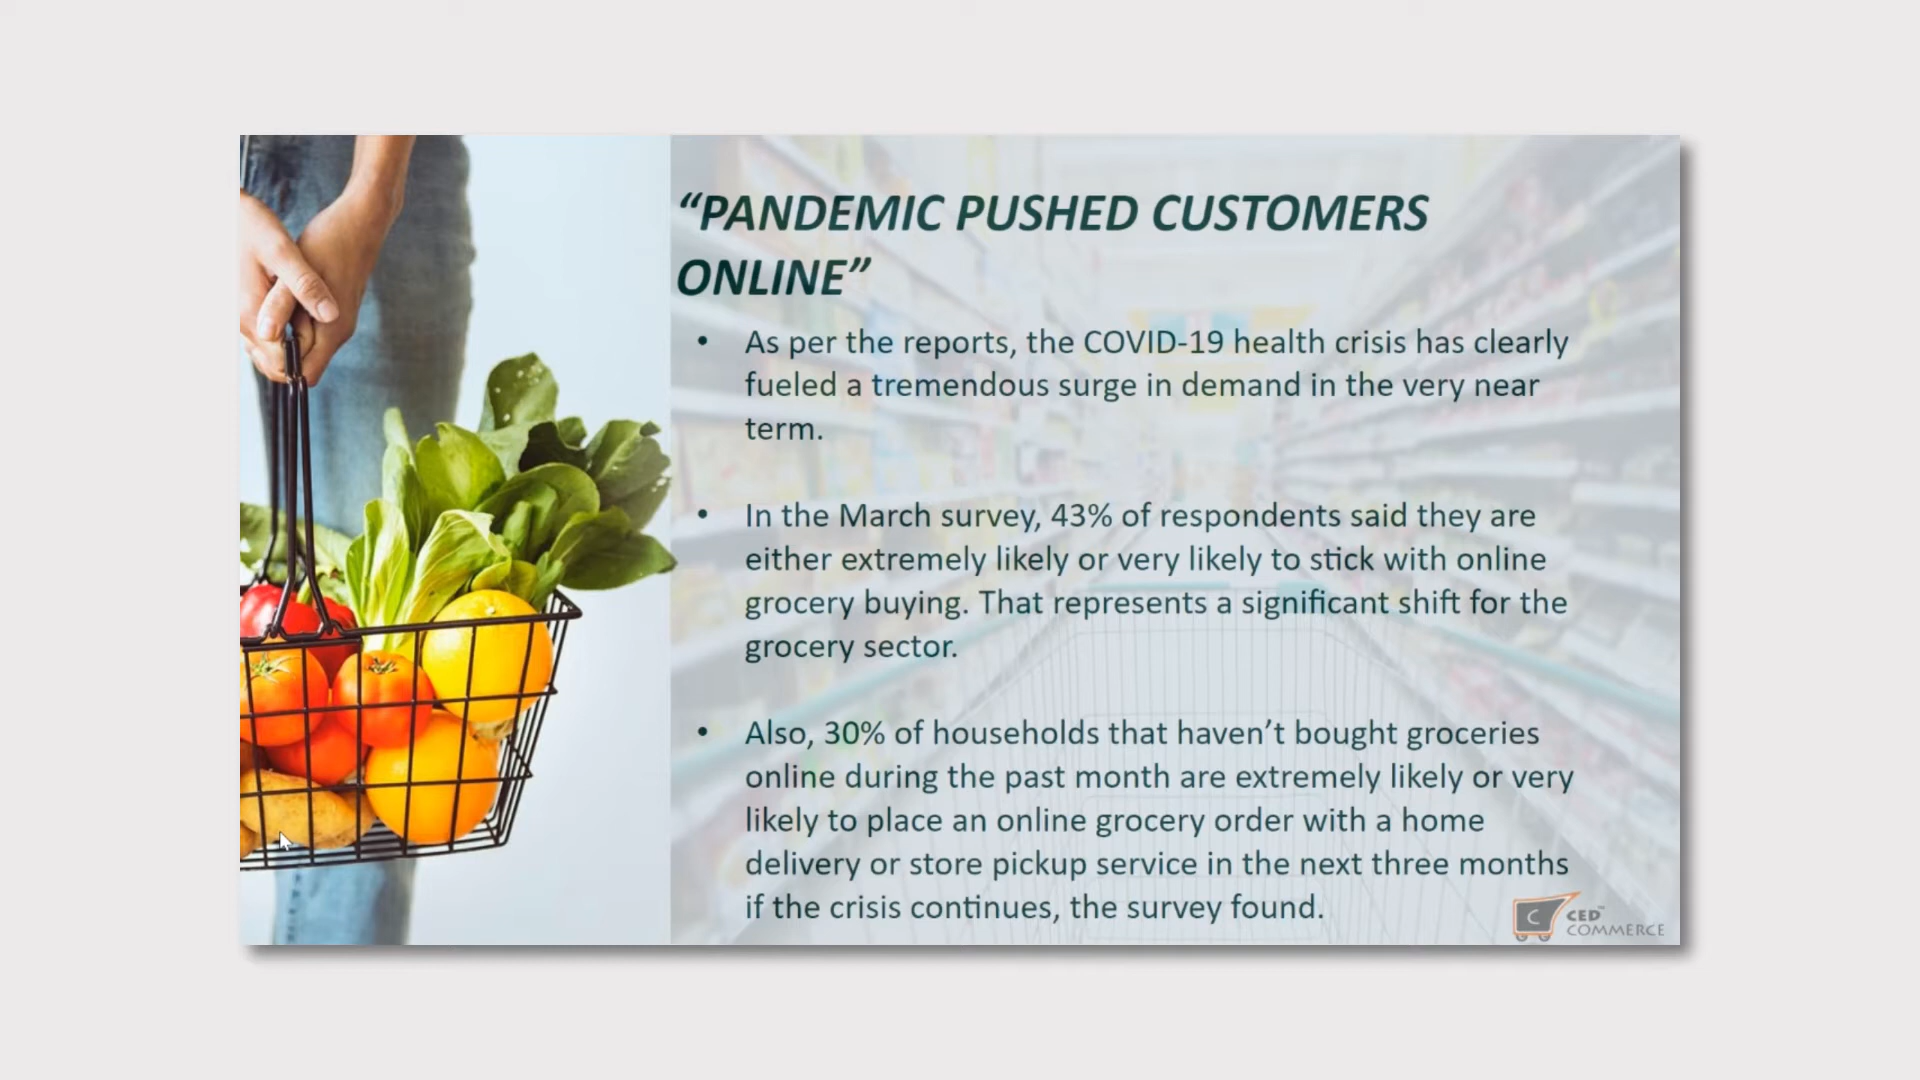 “PANDEMIC PUSHED CUSTOMERS
ONLINE”
• As per the reports, the COVID-19 health crisis has clearly
fueled a tremendous surge in demand in the very near
term.
• In the March survey, 43% of respondents said they are
either extremely likely or very likely to stick with online
grocery buying. That represents a significant shift for the
grocery sector.
• Also, 30% of households that haven’t bought groceries
online during the past month are extremely likely or very
likely to place an online grocery order with a home
delivery or store pickup service in the next three months
if the crisis continues, the survey found.
C CED™
COMMERCE